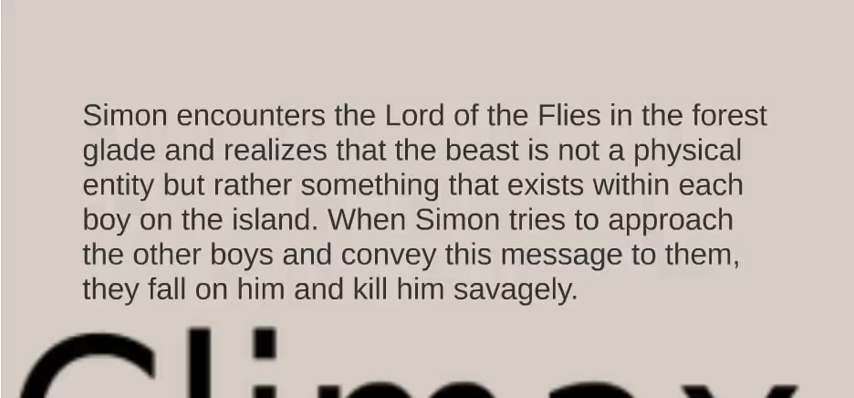 Simon encounters the Lord of the Flies in the forest
glade and realizes that the beast is not a physical
entity but rather something that exists within each
boy on the island. When Simon tries to approach
the other boys and convey this message to them,
they fall on him and kill him savagely.
Climax